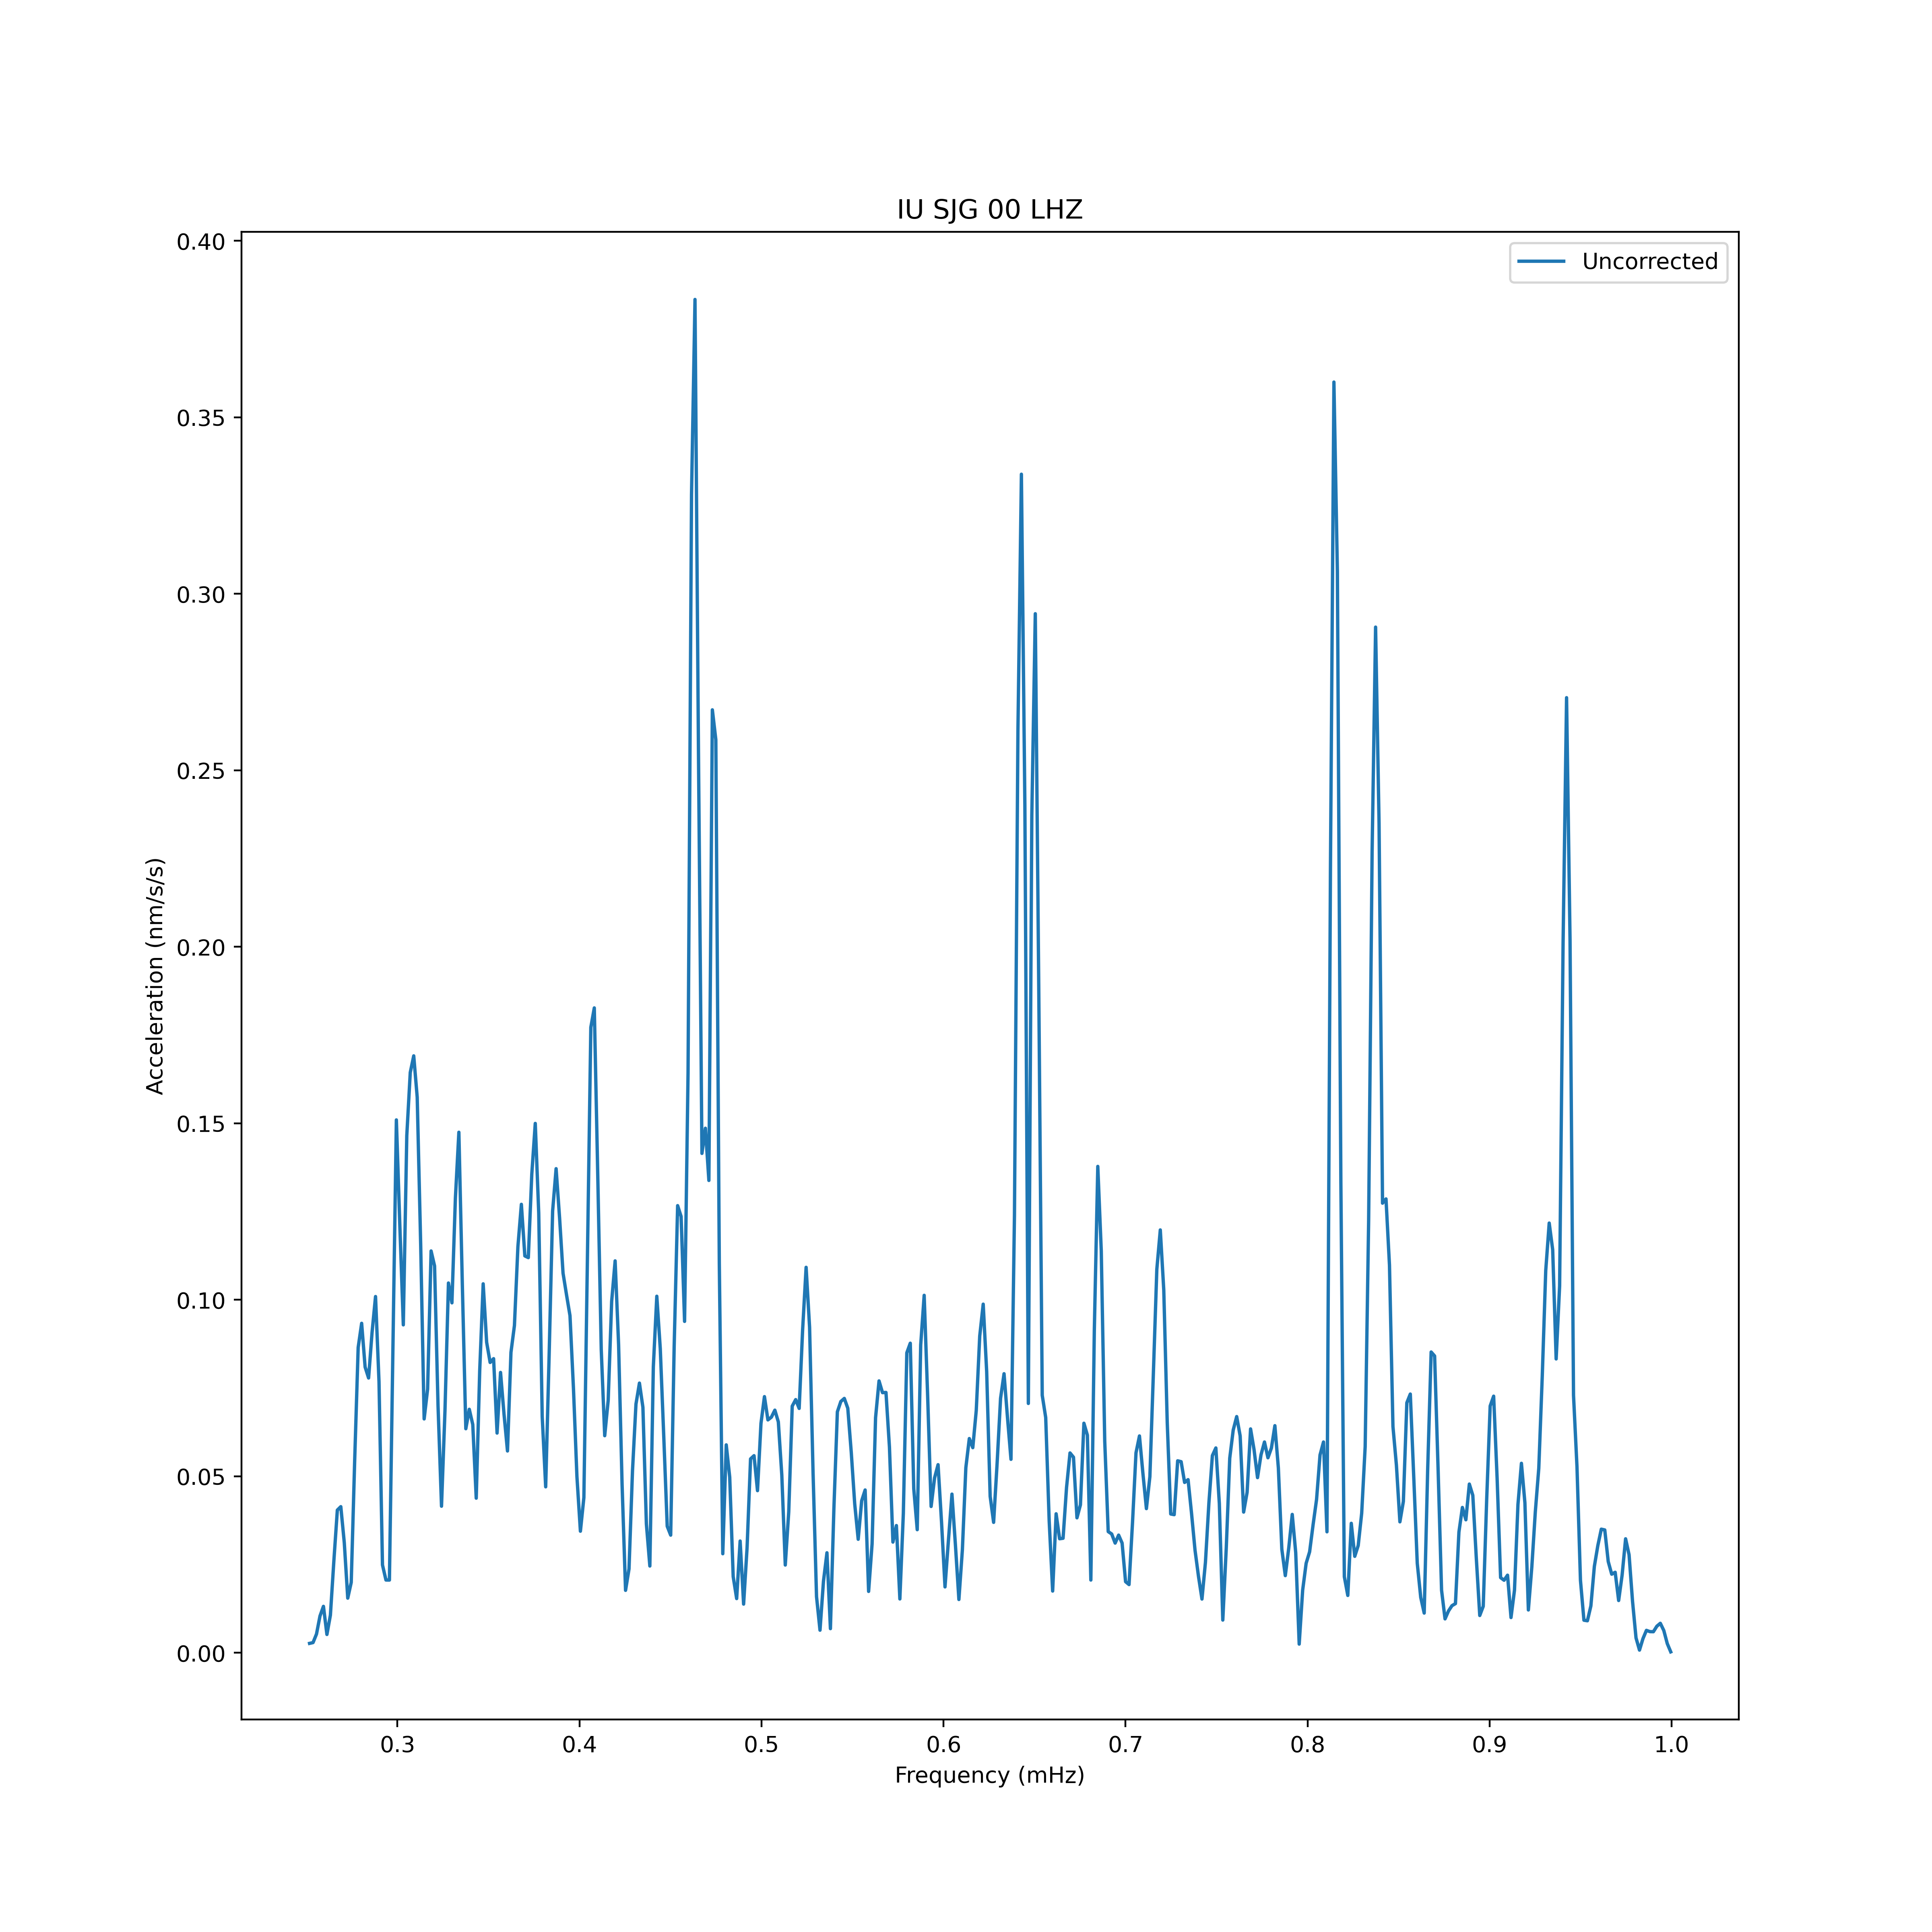 IU SJG 00 LHZ
Uncorrected
0.40
0.35
0.30
0.25
0.20
0.15
0.10
0.05
0.00
Acceleration (nm/s/s)
0.3 0.4 0.5 0.6 0.7 0.8 0.9 1.0
Frequency (mHz)